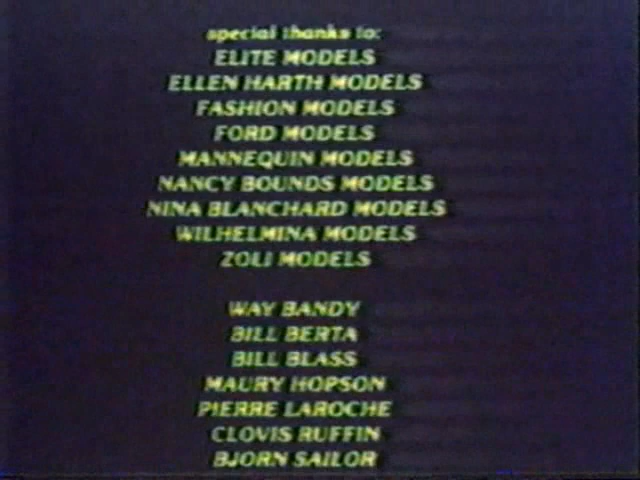 special thanks to:
ELITE MODELS
ELLEN HARTH MODELS
FASHION MODELS
FORD MODELS
MANNEQUIN MODELS
NANCY BOUNDS MODELS
NINA BLANCHARD MODELS
WILHELMINA MODELS
ZOLI MODELS
WAY BANDY
BILL BERTA
BILL BLASS
MAURY HOPSON
PIERRE LAROCHE
CLOVIS RUFFIN
BJORN SAILOR